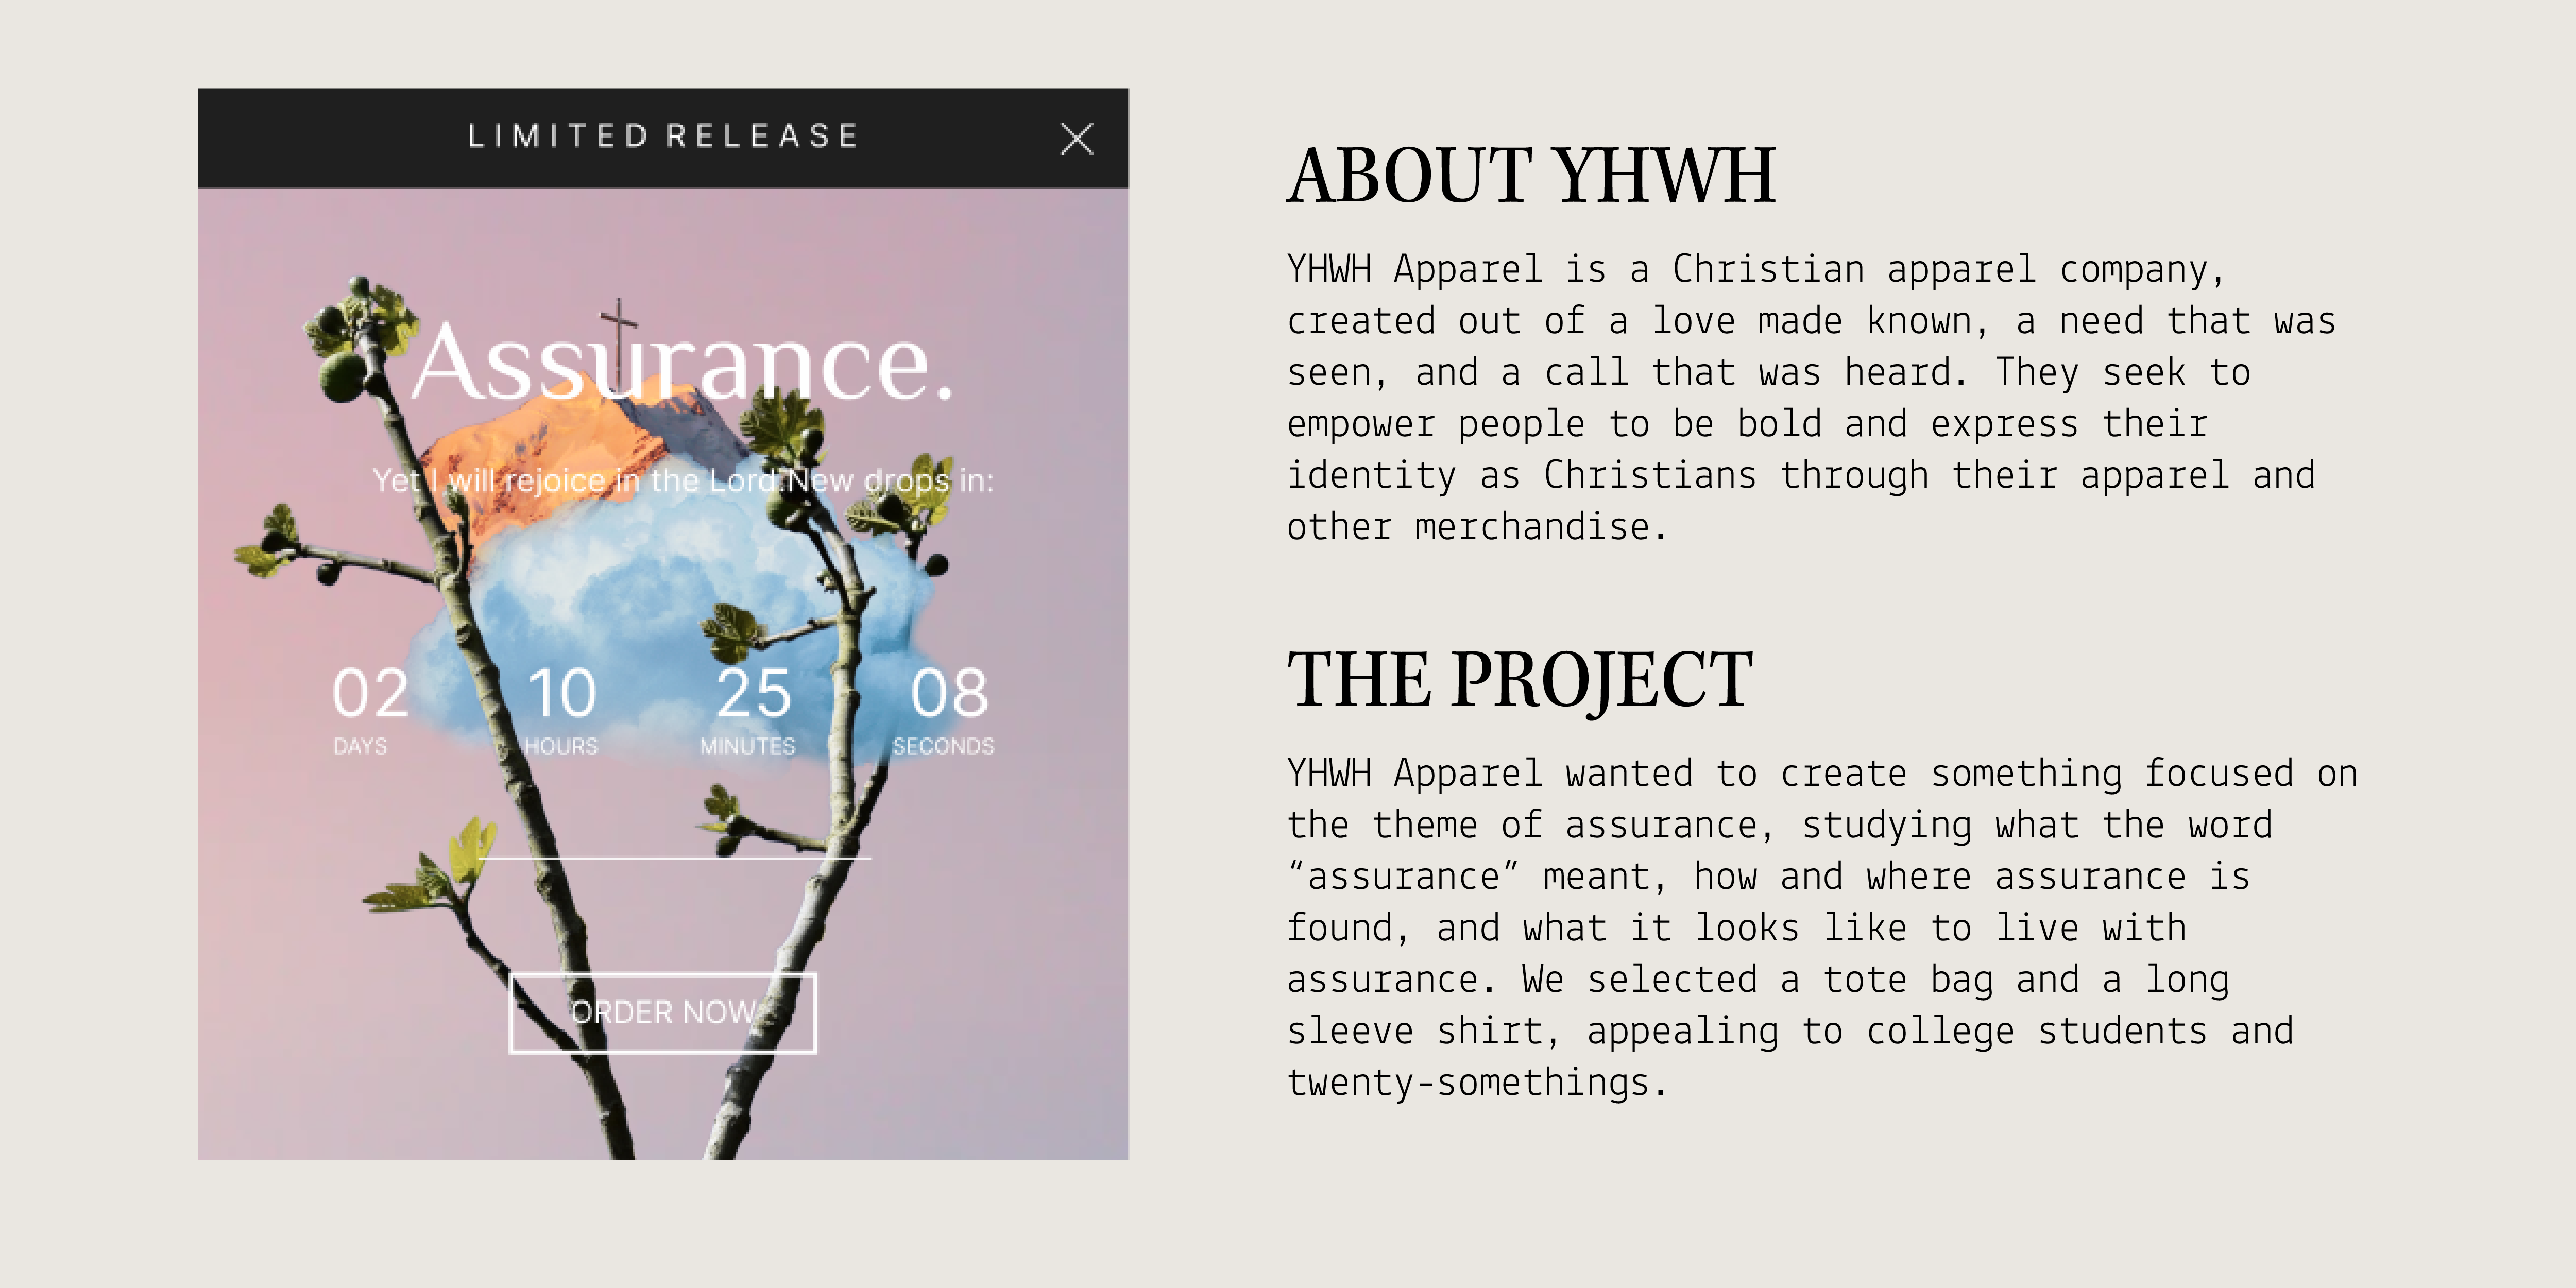 LIMITED RELEASE
Assurance.
Yet I will rejoice in the Lord.New drops in:
02 10 25 08
DAYS HOURS MINUTES SECONDS
ORDER NOW
ABOUT YHWH
YHWH Apparel is a Christian apparel company,
created out of a love made known, a need that was
seen, and a call that was heard. They seek to
empower people to be bold and express their
identity as Christians through their apparel and
other merchandise.
THE PROJECT
YHWH Apparel wanted to create something focused on
the theme of assurance, studying what the word
“assurance” meant, how and where assurance is
found, and what it looks like to live with
assurance. We selected a tote bag and a long
sleeve shirt, appealing to college students and
twenty-somethings.